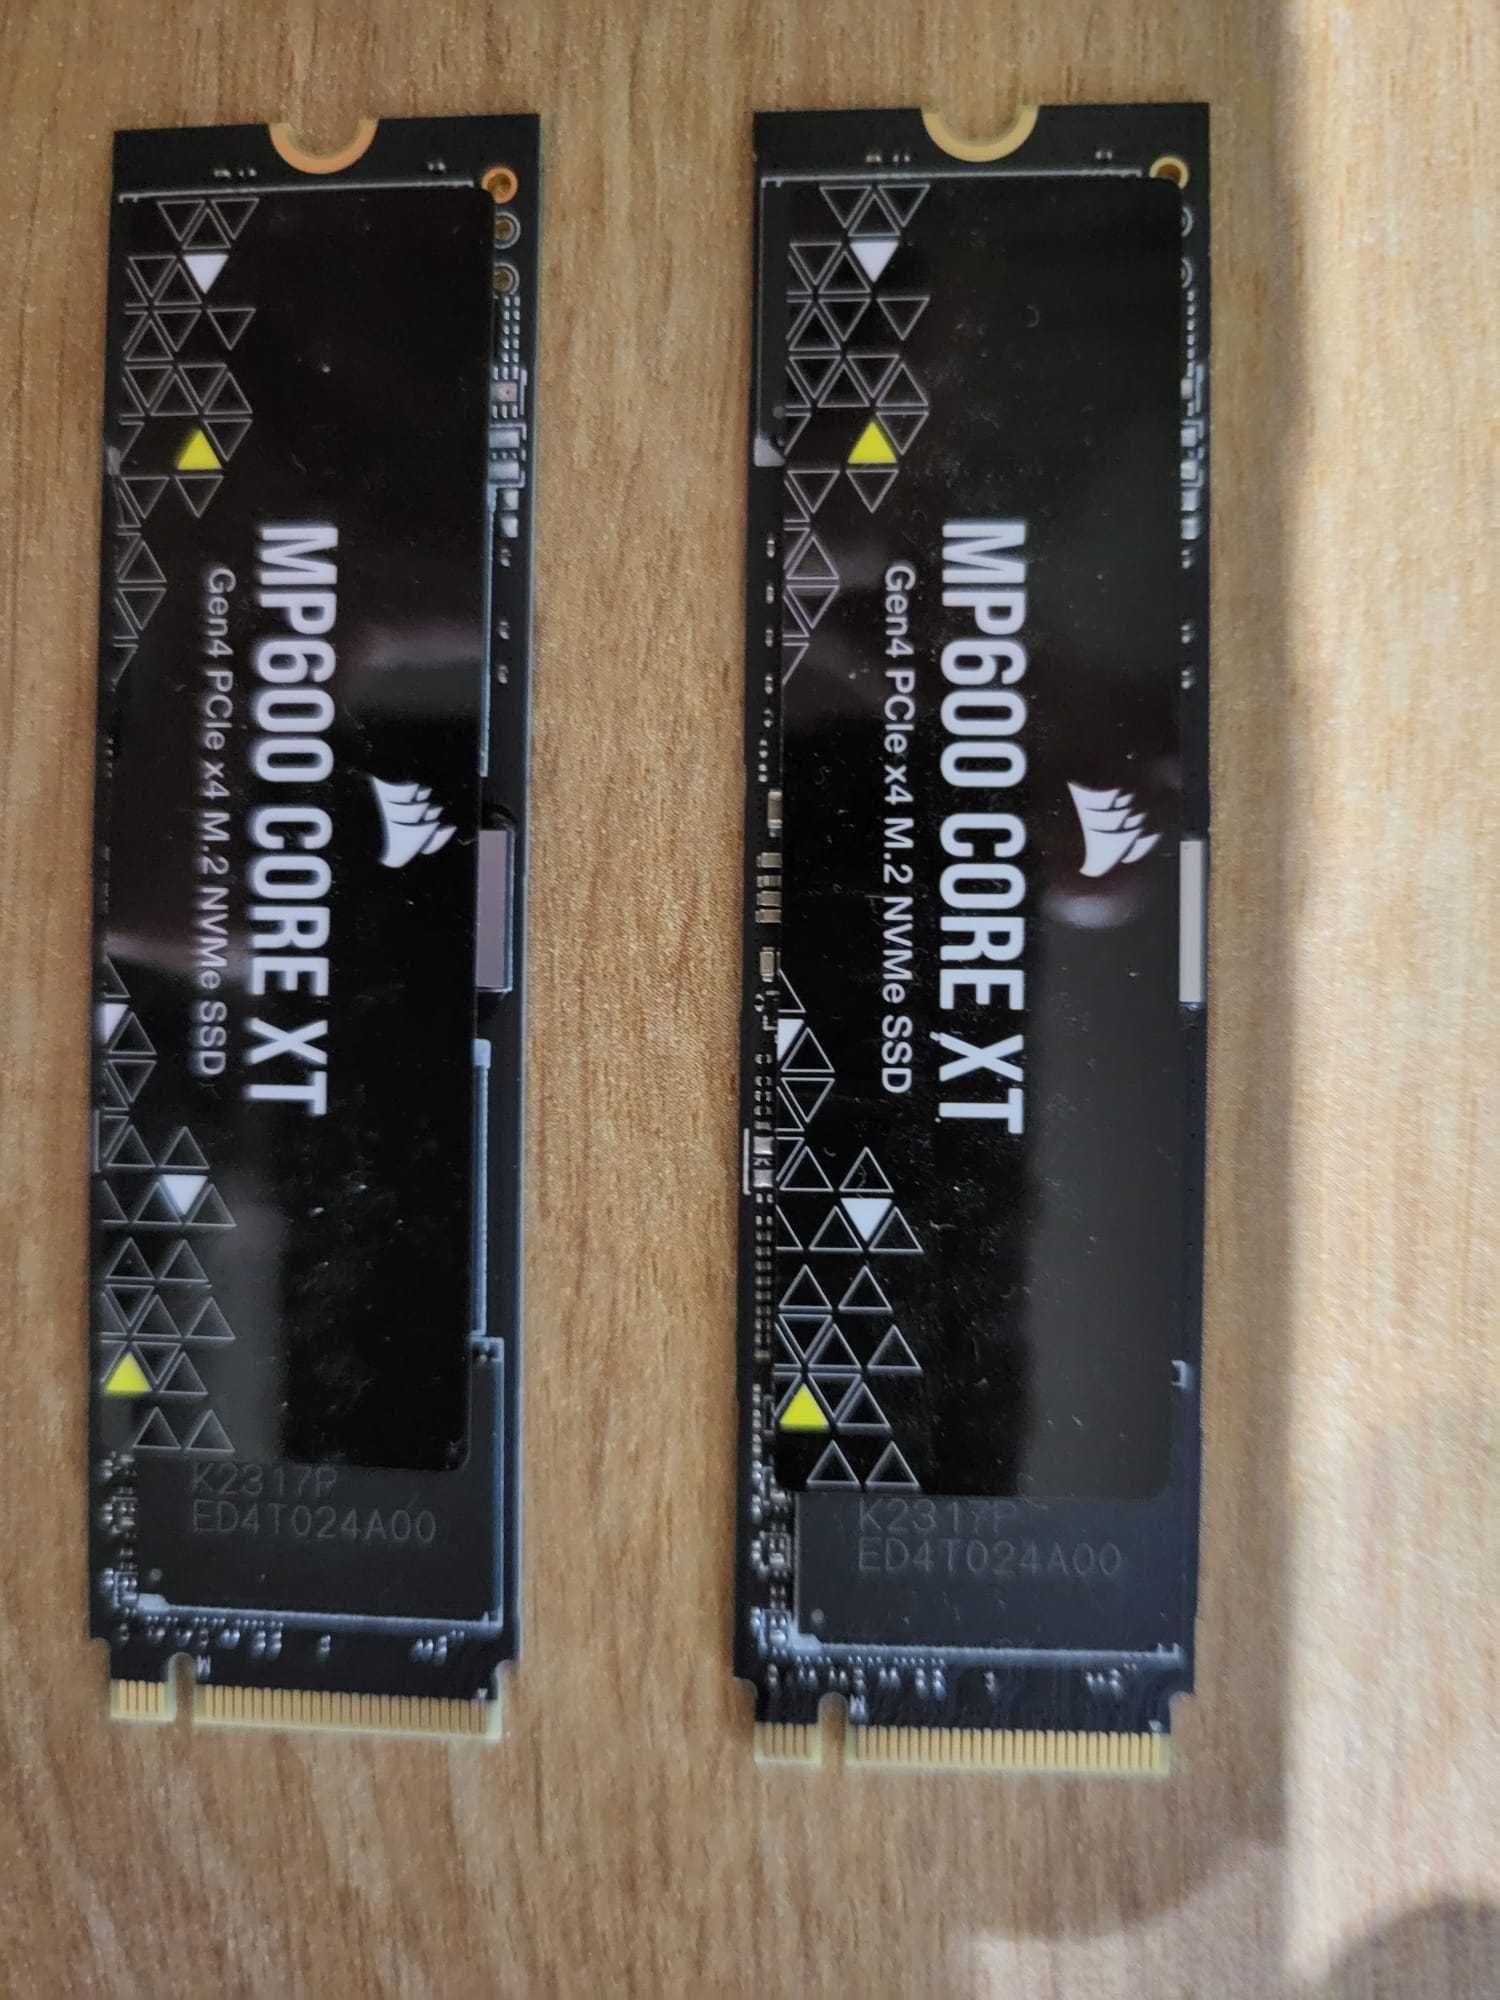 MP600 CORE XT
Gen4 PCIe x4 M.2 NVMe SSD
K2317P
ED4T024A00
MP600 CORE XT
Gen4 PCIe x4 M.2 NVMe SSD
K2317P
ED4T024A00